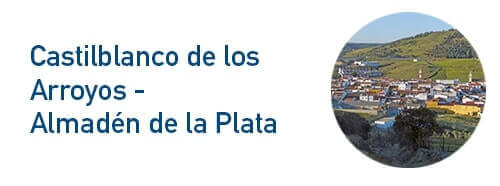 Castilblanco de los
Arroyos -
Almadén de la Plata